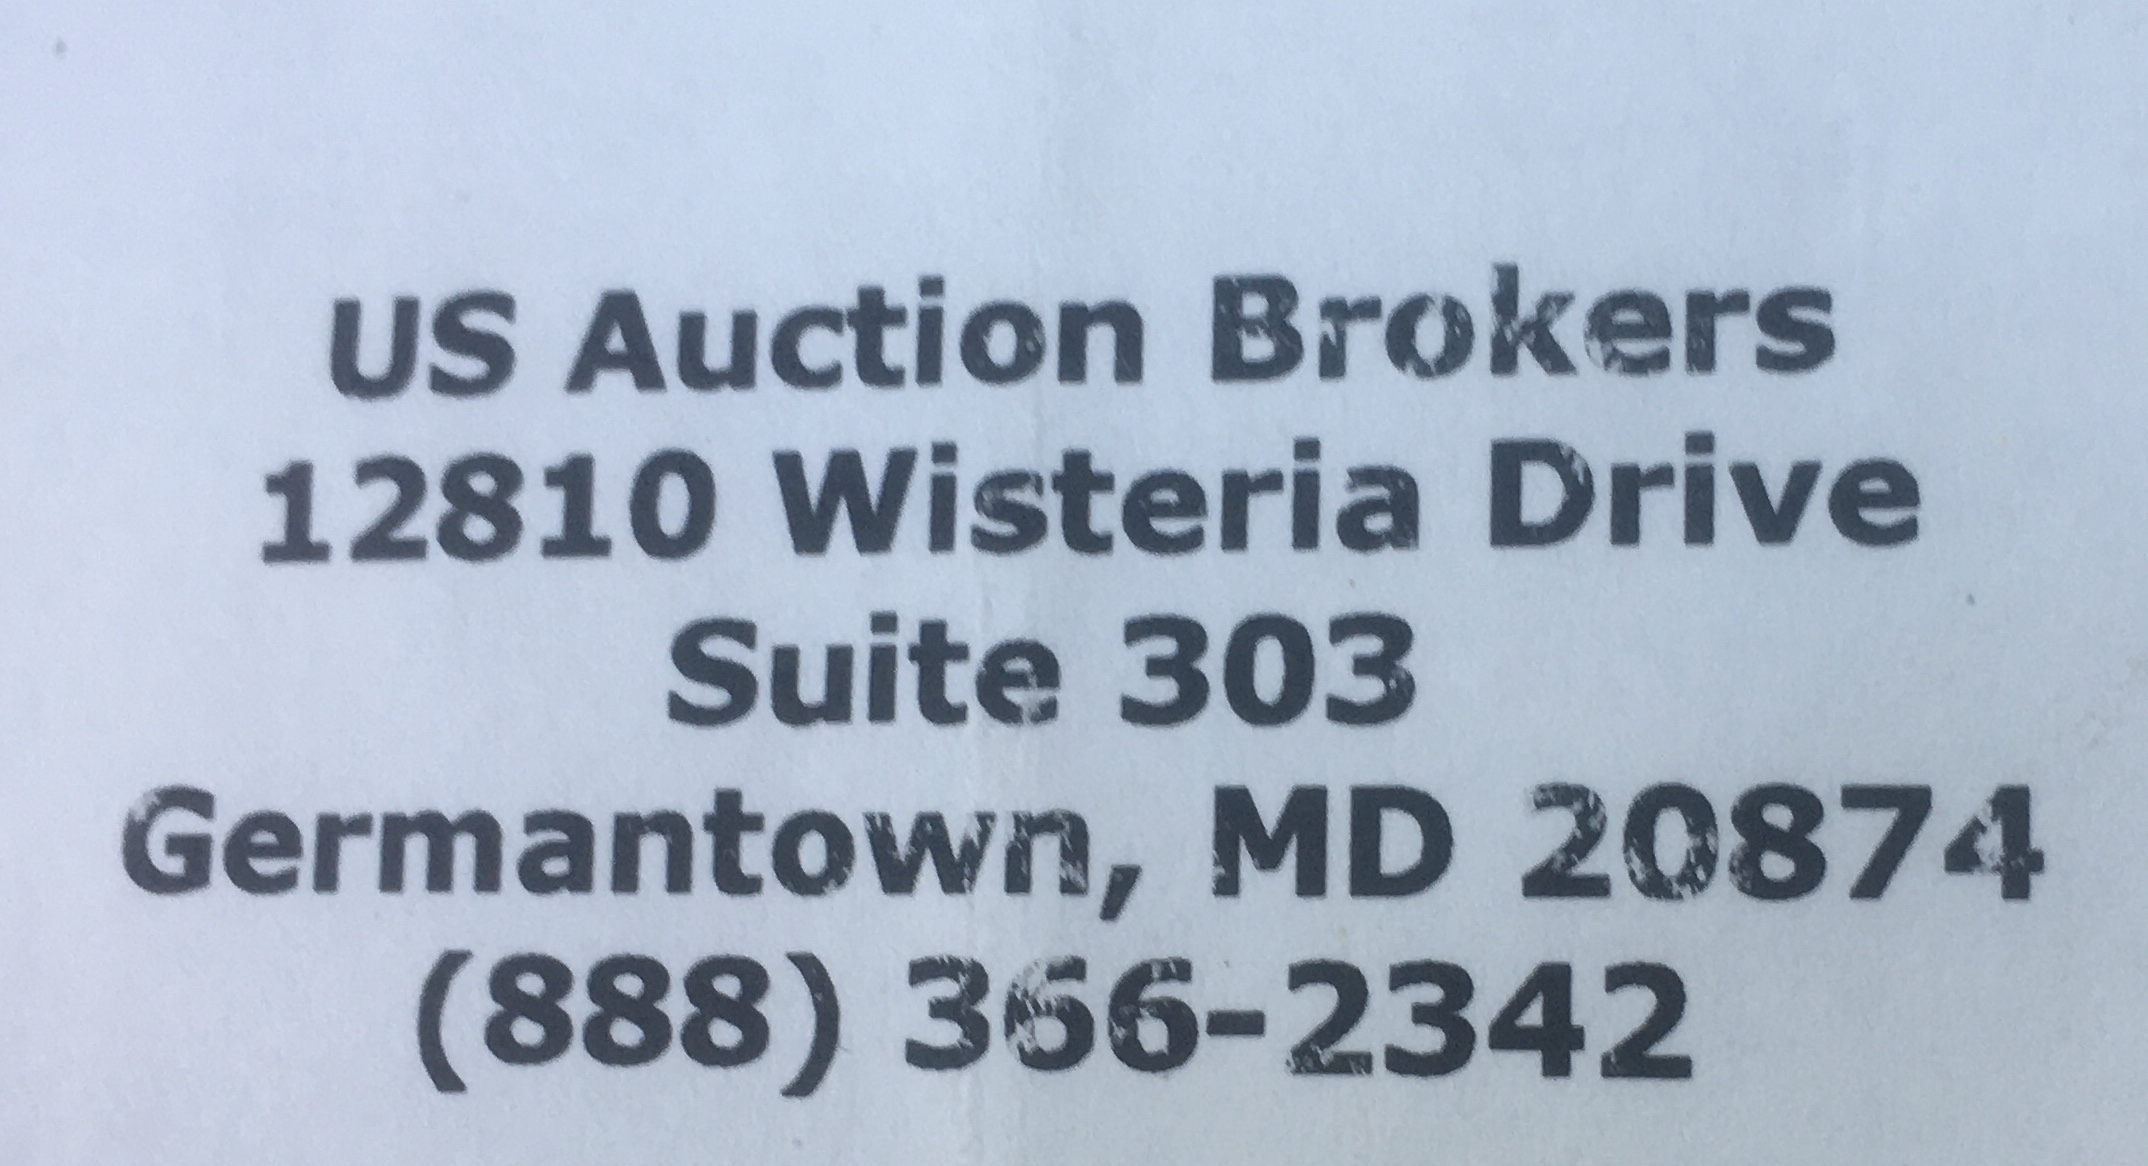 US Auction Brokers
12810 Wisteria Drive
Suite 303
Germantown, MD 20874
(888) 366-2342